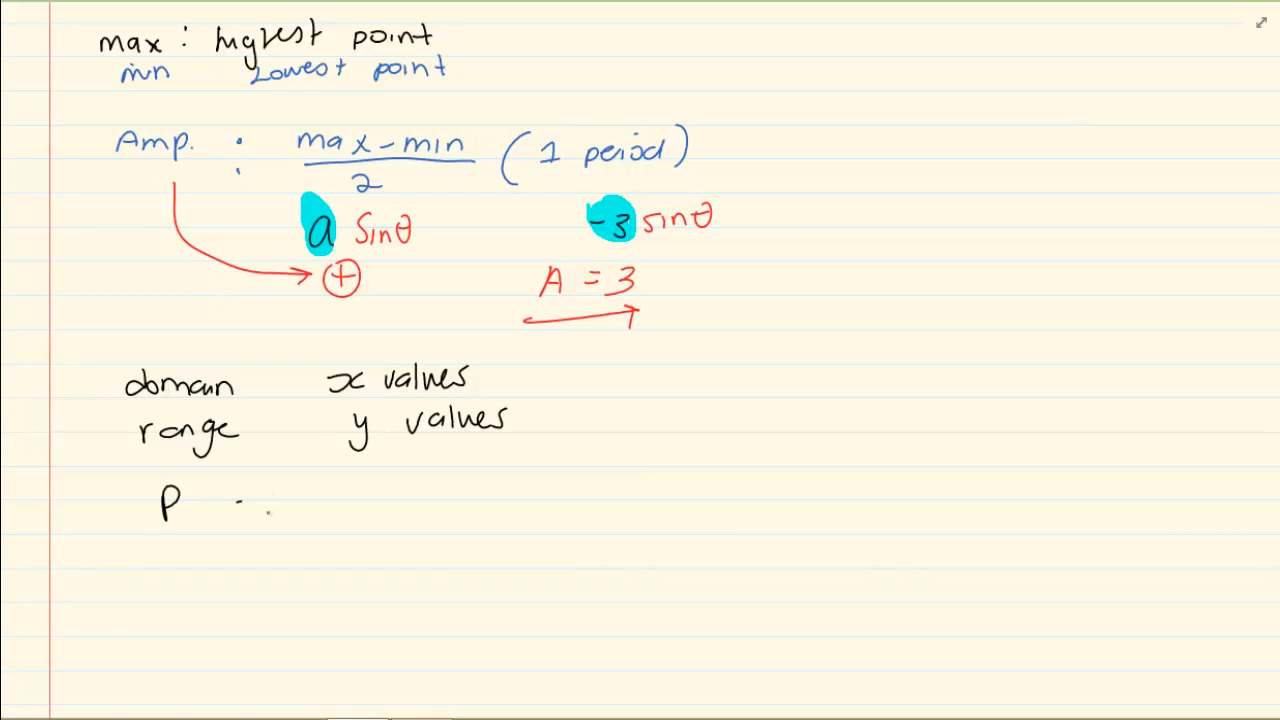 max : highest point
min lowest point
Amp. : max - min / 2 (1 period)
a sinθ -3 sinθ
+ A = 3
domain x values
range y values
P -